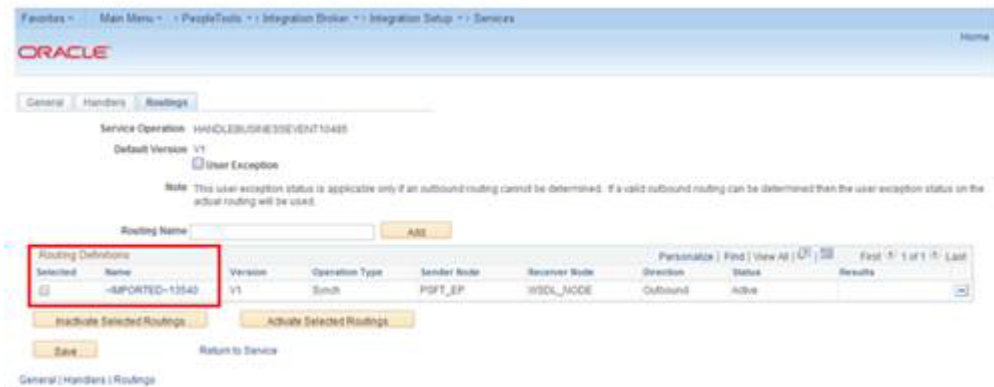 Favorites Main Menu PeopleTools Integration Broker Integration Setup Services
Home
ORACLE
General Handlers Routings
Service Operation HANDLEBUSINESSEVENT10485
Default Version V1
User Exception
Note This user exception status is applicable only if an outbound routing cannot be determined. If a valid outbound routing can be determined then the user exception status on the
actual routing will be used.
Routing Name Add
Routing Definitions Personalize | Find | View All | First 1 of 1 Last
Selected Name Version Operation Type Sender Node Receiver Node Direction Status Results
~IMPORTED~13540 V1 Synch PSFT_EP WSDL_NODE Outbound Active
Inactivate Selected Routings Activate Selected Routings
Save Return to Service
General | Handlers | Routings